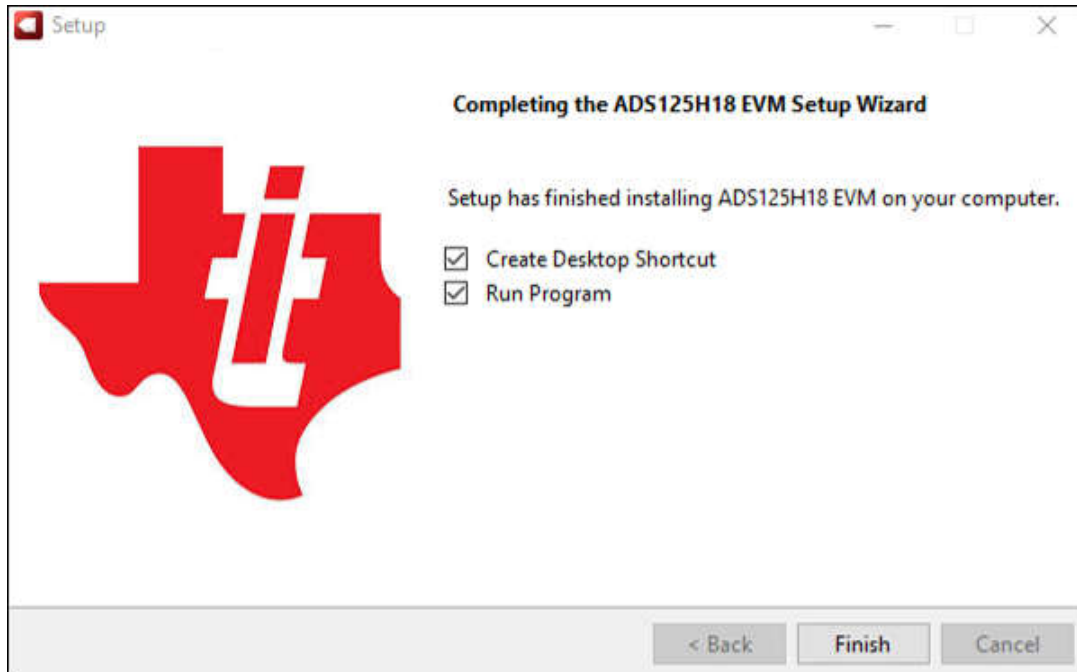 Setup
Completing the ADS125H18 EVM Setup Wizard
Setup has finished installing ADS125H18 EVM on your computer.
Create Desktop Shortcut
Run Program
< Back Finish Cancel